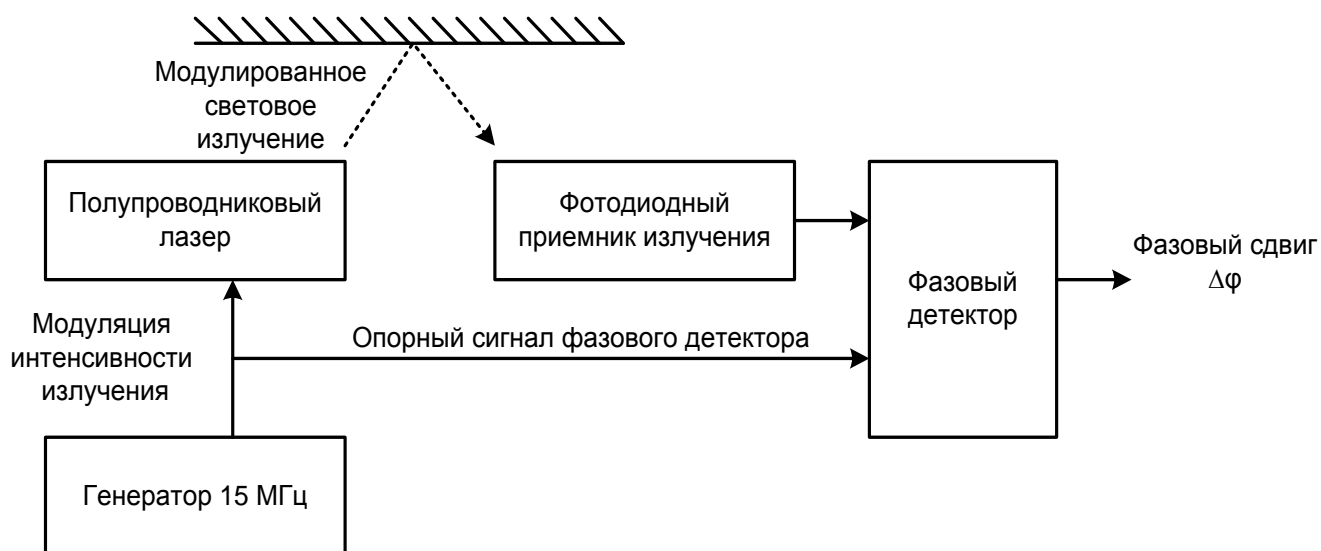 Модулированное
световое
излучение
Полупроводниковый
лазер
Фотодиодный
приемник излучения
Фазовый
детектор
Фазовый сдвиг
Δφ
Модуляция
интенсивности
излучения
Опорный сигнал фазового детектора
Генератор 15 МГц